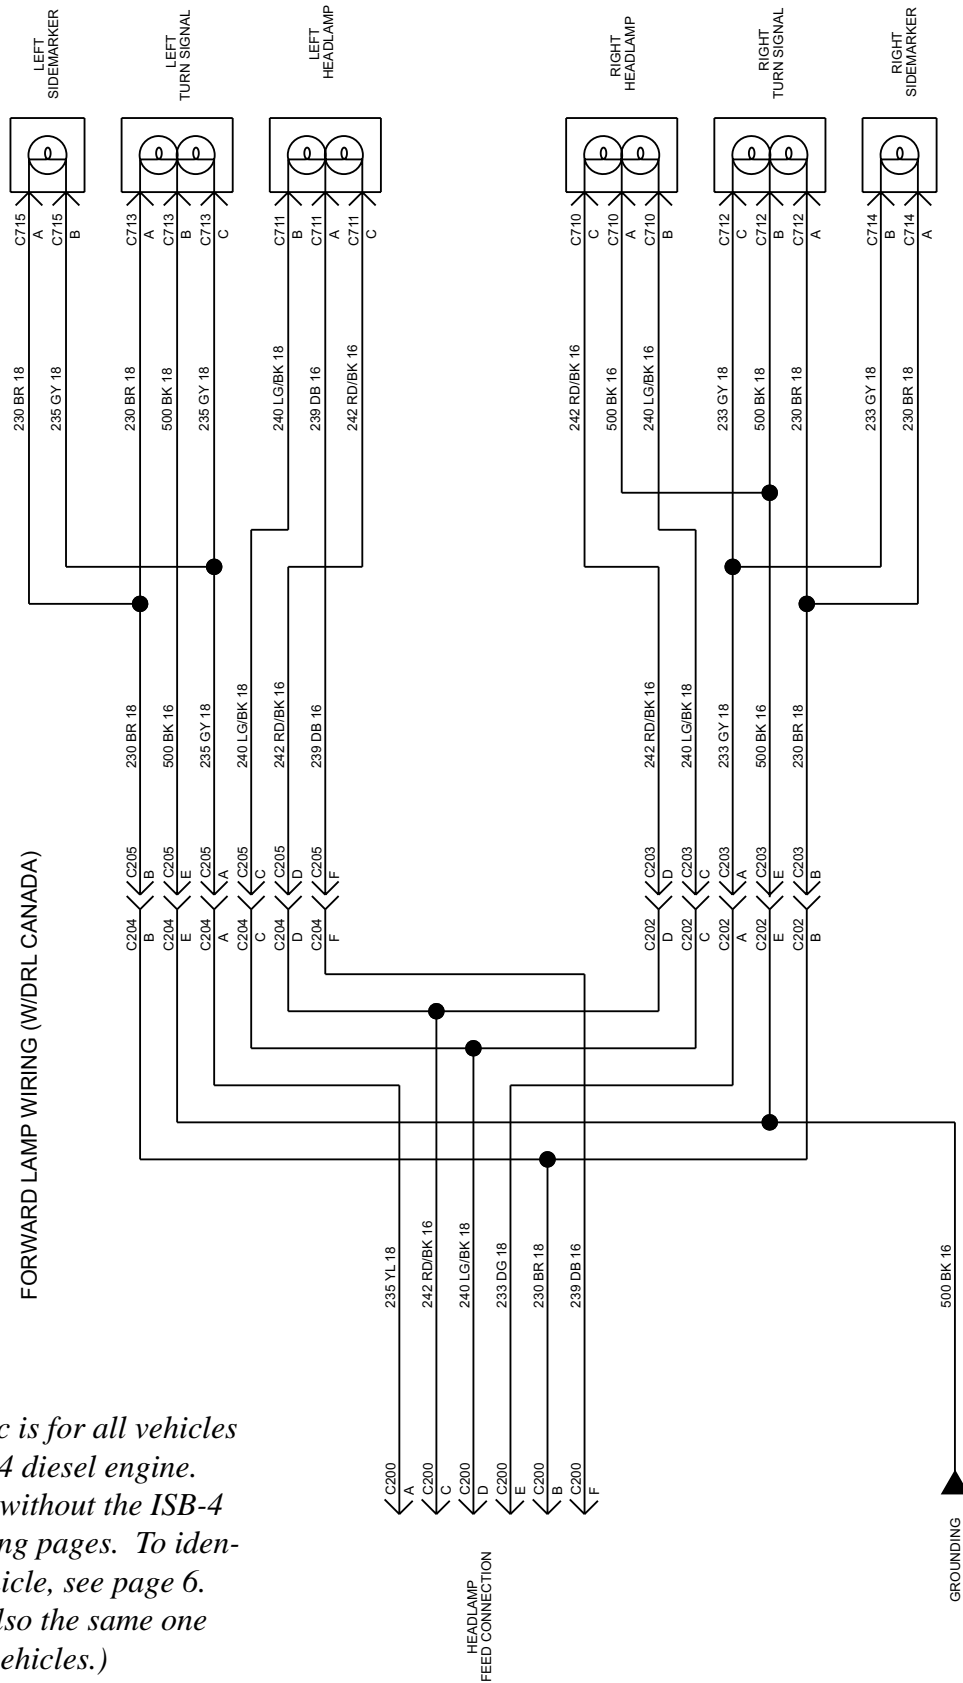 FORWARD LAMP WIRING (W/DRL CANADA)
LEFT
SIDEMARKER
LEFT
TURN SIGNAL
LEFT
HEADLAMP
RIGHT
HEADLAMP
RIGHT
TURN SIGNAL
RIGHT
SIDEMARKER
C715
A
C715
B
C713
A
C713
B
C713
C
C711
B
C711
A
C711
C
C710
C
C710
A
C710
B
C712
C
C712
B
C712
A
C714
B
C714
A
230 BR 18
235 GY 18
230 BR 18
500 BK 18
235 GY 18
240 LG/BK 18
239 DB 16
242 RD/BK 16
242 RD/BK 16
500 BK 16
240 LG/BK 16
233 GY 18
500 BK 18
230 BR 18
233 GY 18
230 BR 18
230 BR 18
500 BK 16
235 GY 18
240 LG/BK 18
242 RD/BK 16
239 DB 16
242 RD/BK 16
240 LG/BK 18
233 GY 18
500 BK 16
230 BR 18
C205
B
C205
E
C205
A
C205
C
C205
D
C205
F
C203
D
C203
C
C203
A
C203
E
C203
B
C204
B
C204
E
C204
A
C204
C
C204
D
C204
F
C202
D
C202
C
C202
A
C202
E
C202
B
235 YL 18
242 RD/BK 16
240 LG/BK 18
233 DG 18
230 BR 18
239 DB 16
500 BK 16
C200
A
C200
C
C200
D
C200
E
C200
B
C200
F
HEADLAMP
FEED CONNECTION
GROUNDING
c is for all vehicles
4 diesel engine.
without the ISB-4
ng pages. To iden-
hicle, see page 6.
lso the same one
ehicles.)